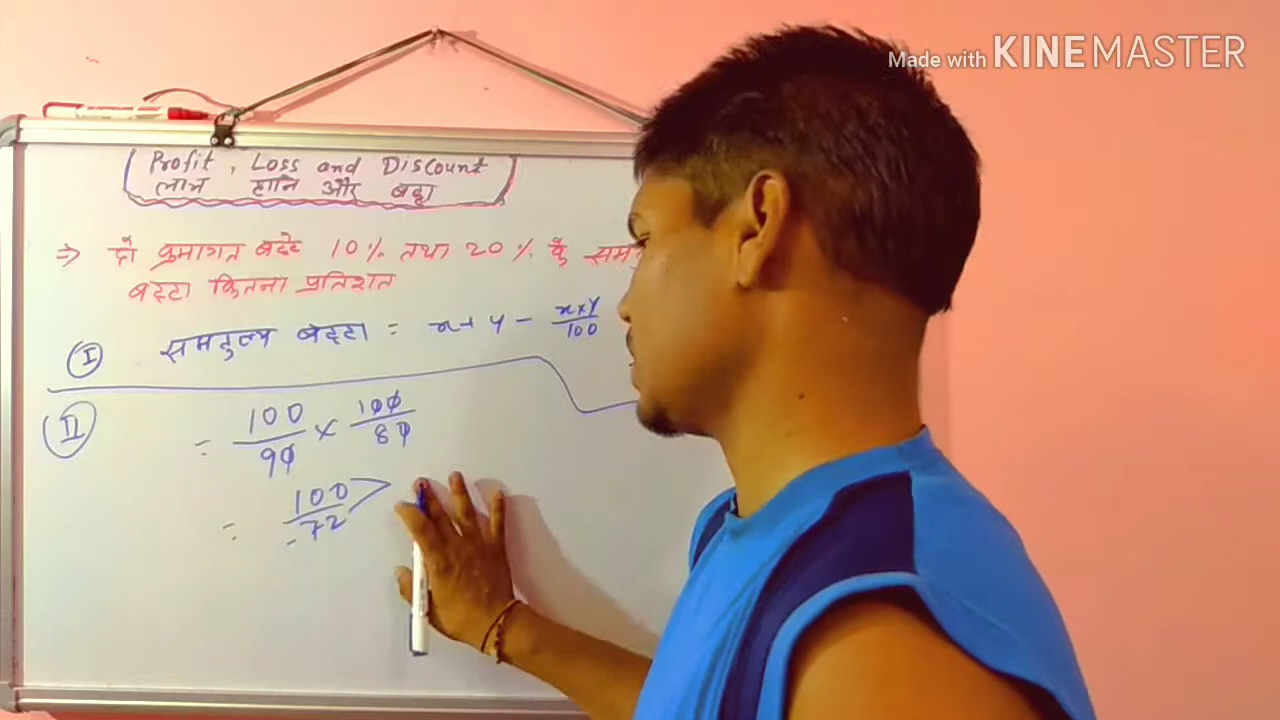 Made with KINEMASTER
Profit, Loss and Discount
लाभ हानि और बट्टा
⇒ दो क्रमागत बट्टे 10% तथा 20% के
बट्टा कितना प्रतिशत
I समतुल्य बट्टा = x + y - x×y/100
II = 100/90 × 100/80
= 100/72